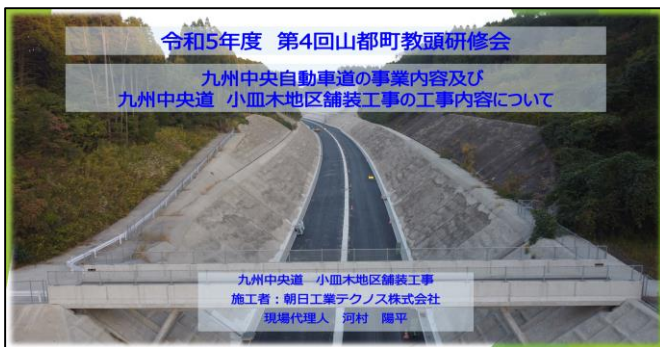 令和5年度　第4回山都町教頭研修会
九州中央自動車道の事業内容及び
九州中央道　小皿木地区舗装工事の工事内容について
九州中央道　小皿木地区舗装工事
施工者：朝日工業テクノス株式会社
現場代理人　河村　陽平